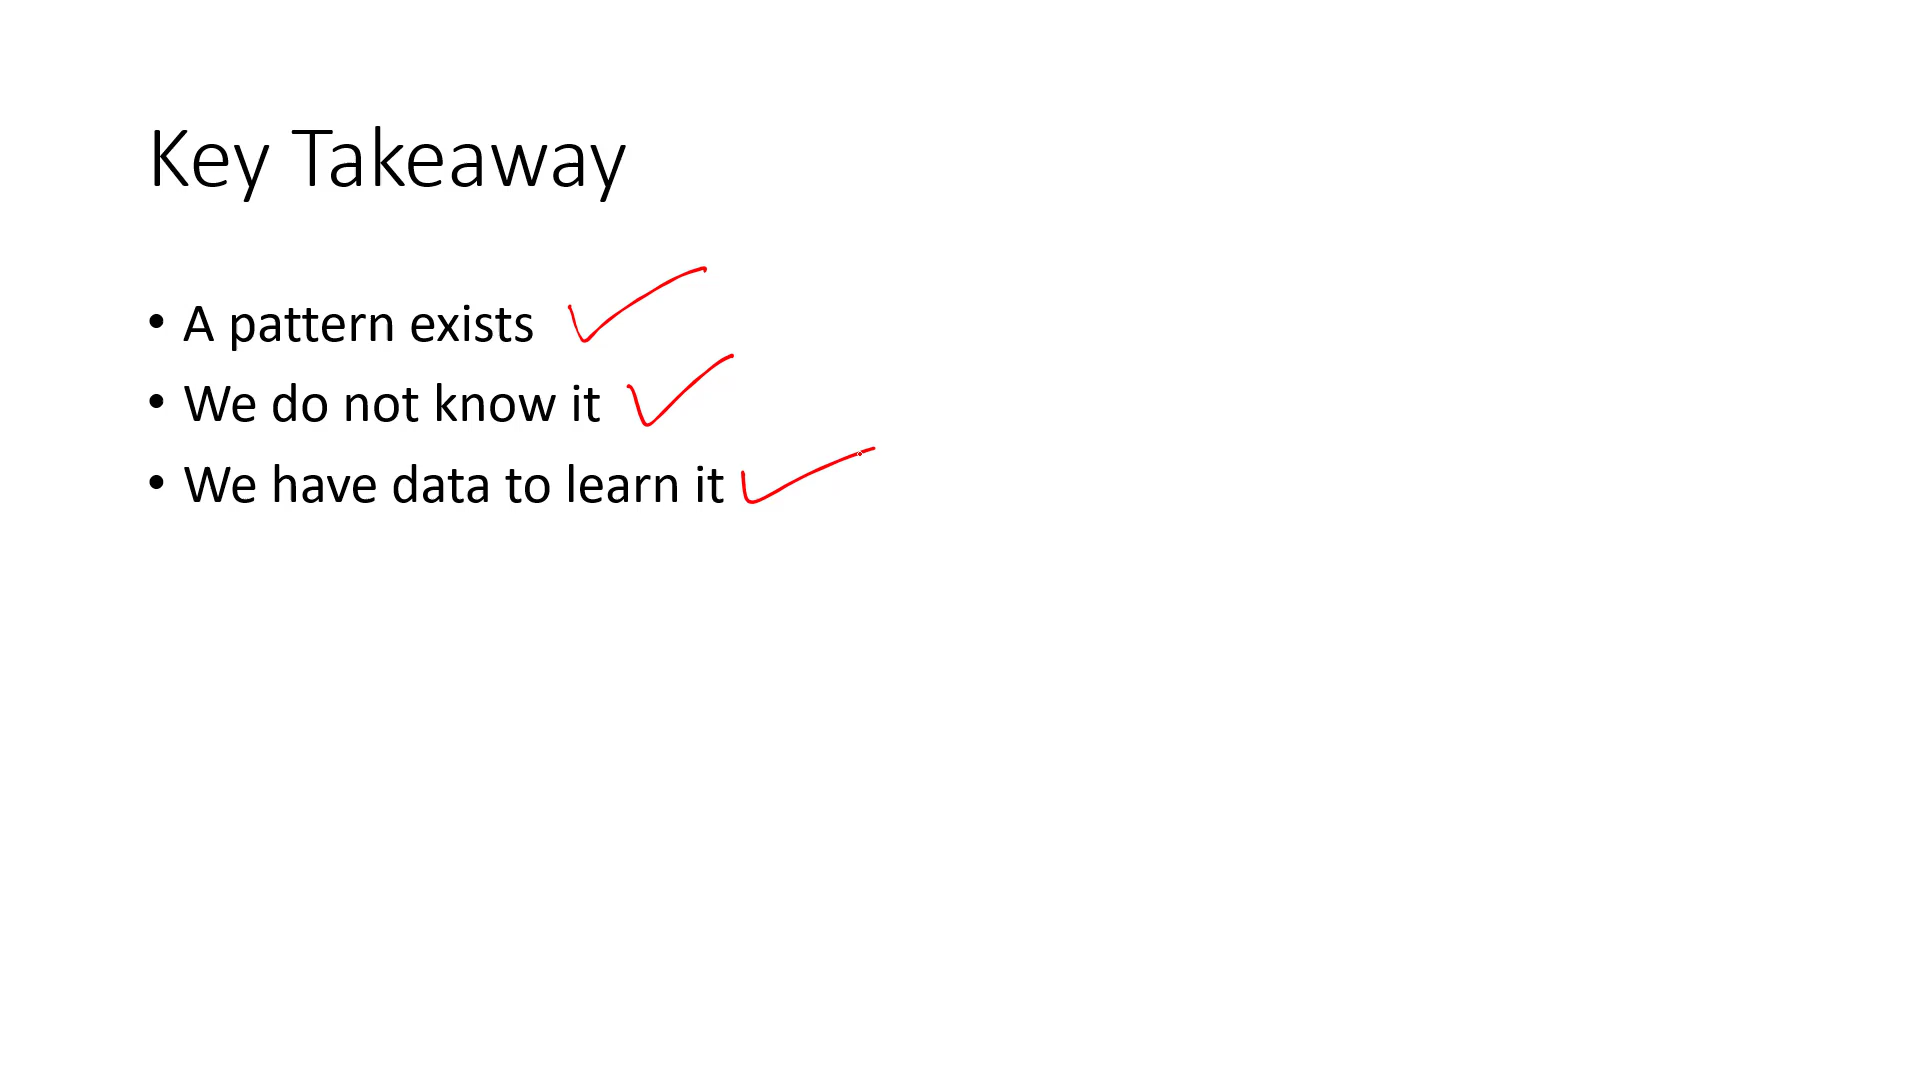 Key Takeaway
• A pattern exists
• We do not know it
• We have data to learn it